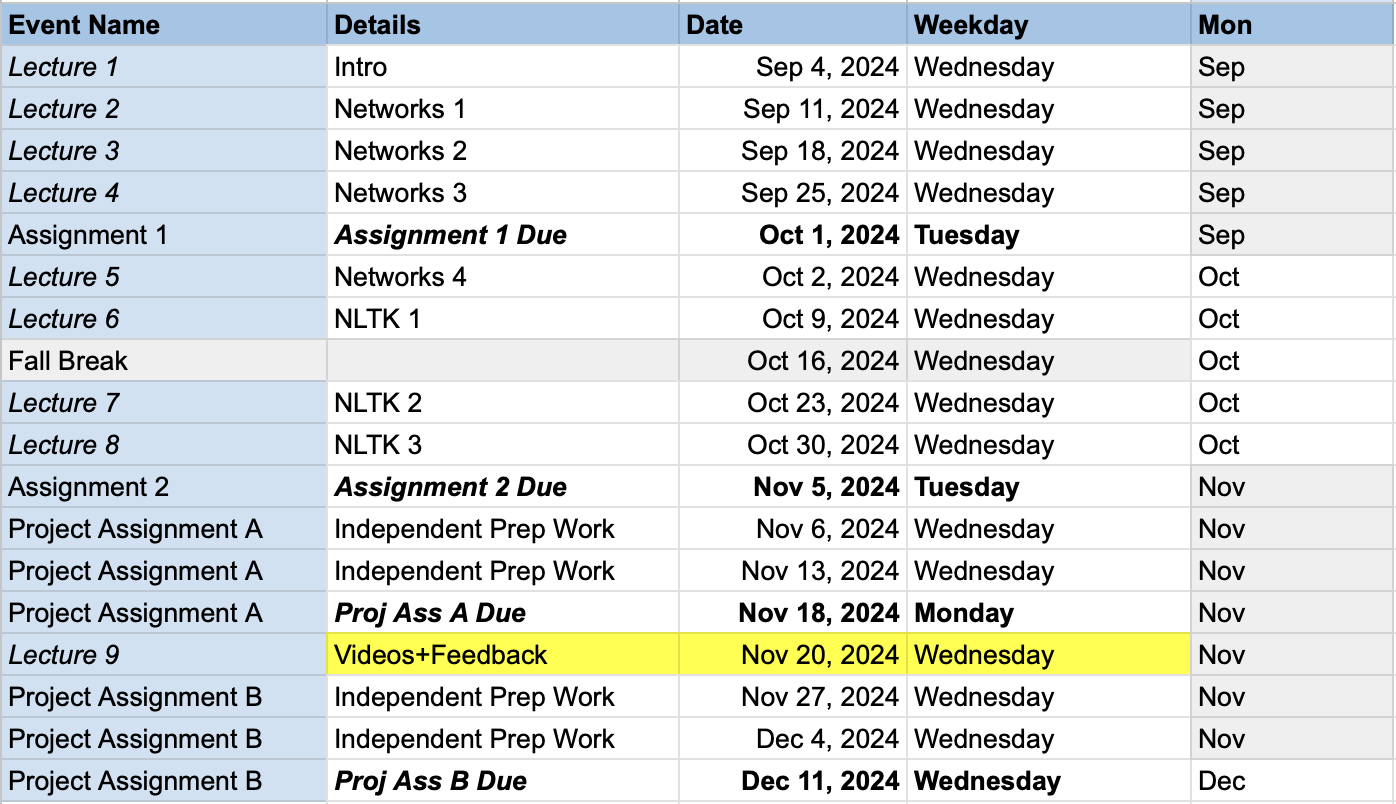 Event Name Details Date Weekday Mon
Lecture 1 Intro Sep 4, 2024 Wednesday Sep
Lecture 2 Networks 1 Sep 11, 2024 Wednesday Sep
Lecture 3 Networks 2 Sep 18, 2024 Wednesday Sep
Lecture 4 Networks 3 Sep 25, 2024 Wednesday Sep
Assignment 1 Assignment 1 Due Oct 1, 2024 Tuesday Sep
Lecture 5 Networks 4 Oct 2, 2024 Wednesday Oct
Lecture 6 NLTK 1 Oct 9, 2024 Wednesday Oct
Fall Break Oct 16, 2024 Wednesday Oct
Lecture 7 NLTK 2 Oct 23, 2024 Wednesday Oct
Lecture 8 NLTK 3 Oct 30, 2024 Wednesday Oct
Assignment 2 Assignment 2 Due Nov 5, 2024 Tuesday Nov
Project Assignment A Independent Prep Work Nov 6, 2024 Wednesday Nov
Project Assignment A Independent Prep Work Nov 13, 2024 Wednesday Nov
Project Assignment A Proj Ass A Due Nov 18, 2024 Monday Nov
Lecture 9 Videos+Feedback Nov 20, 2024 Wednesday Nov
Project Assignment B Independent Prep Work Nov 27, 2024 Wednesday Nov
Project Assignment B Independent Prep Work Dec 4, 2024 Wednesday Nov
Project Assignment B Proj Ass B Due Dec 11, 2024 Wednesday Dec